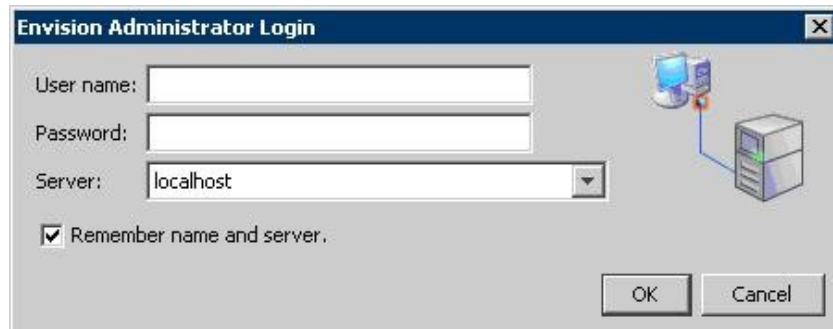 Envision Administrator Login
User name:
Password:
Server: localhost
Remember name and server.
OK Cancel